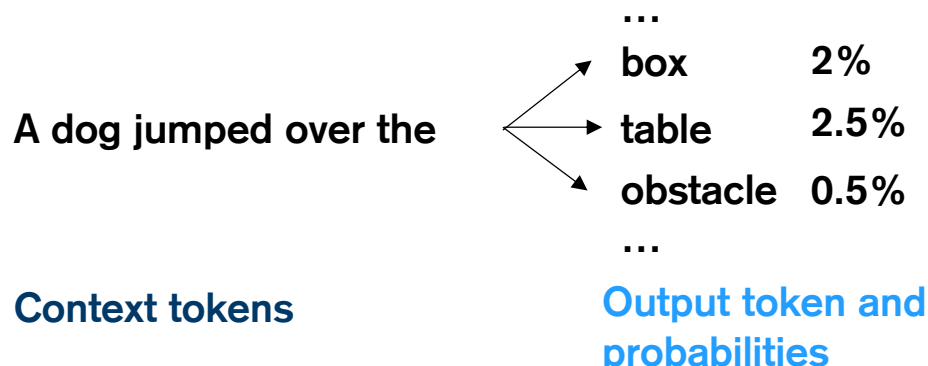 ...
box 2%
A dog jumped over the table 2.5%
obstacle 0.5%
...
Context tokens
Output token and
probabilities